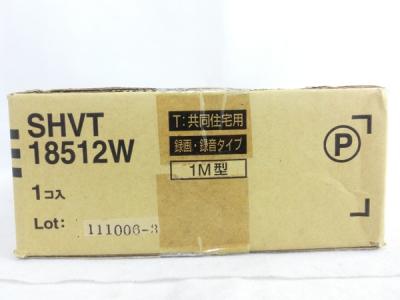 SHVT
18512W
1コ入
Lot: 111006-3
T:共同住宅用
録画・録音タイプ
1M型
P